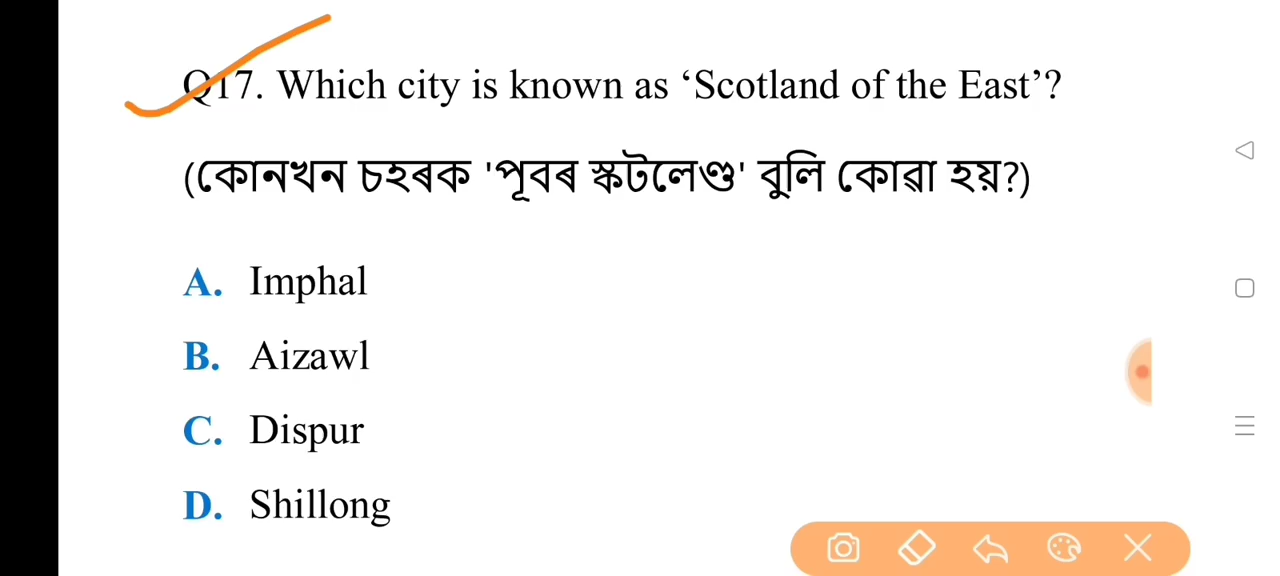 Q17. Which city is known as ‘Scotland of the East’?
(কোনখন চহৰক 'পূবৰ স্কটলেণ্ড' বুলি কোৱা হয়?)
A. Imphal
B. Aizawl
C. Dispur
D. Shillong